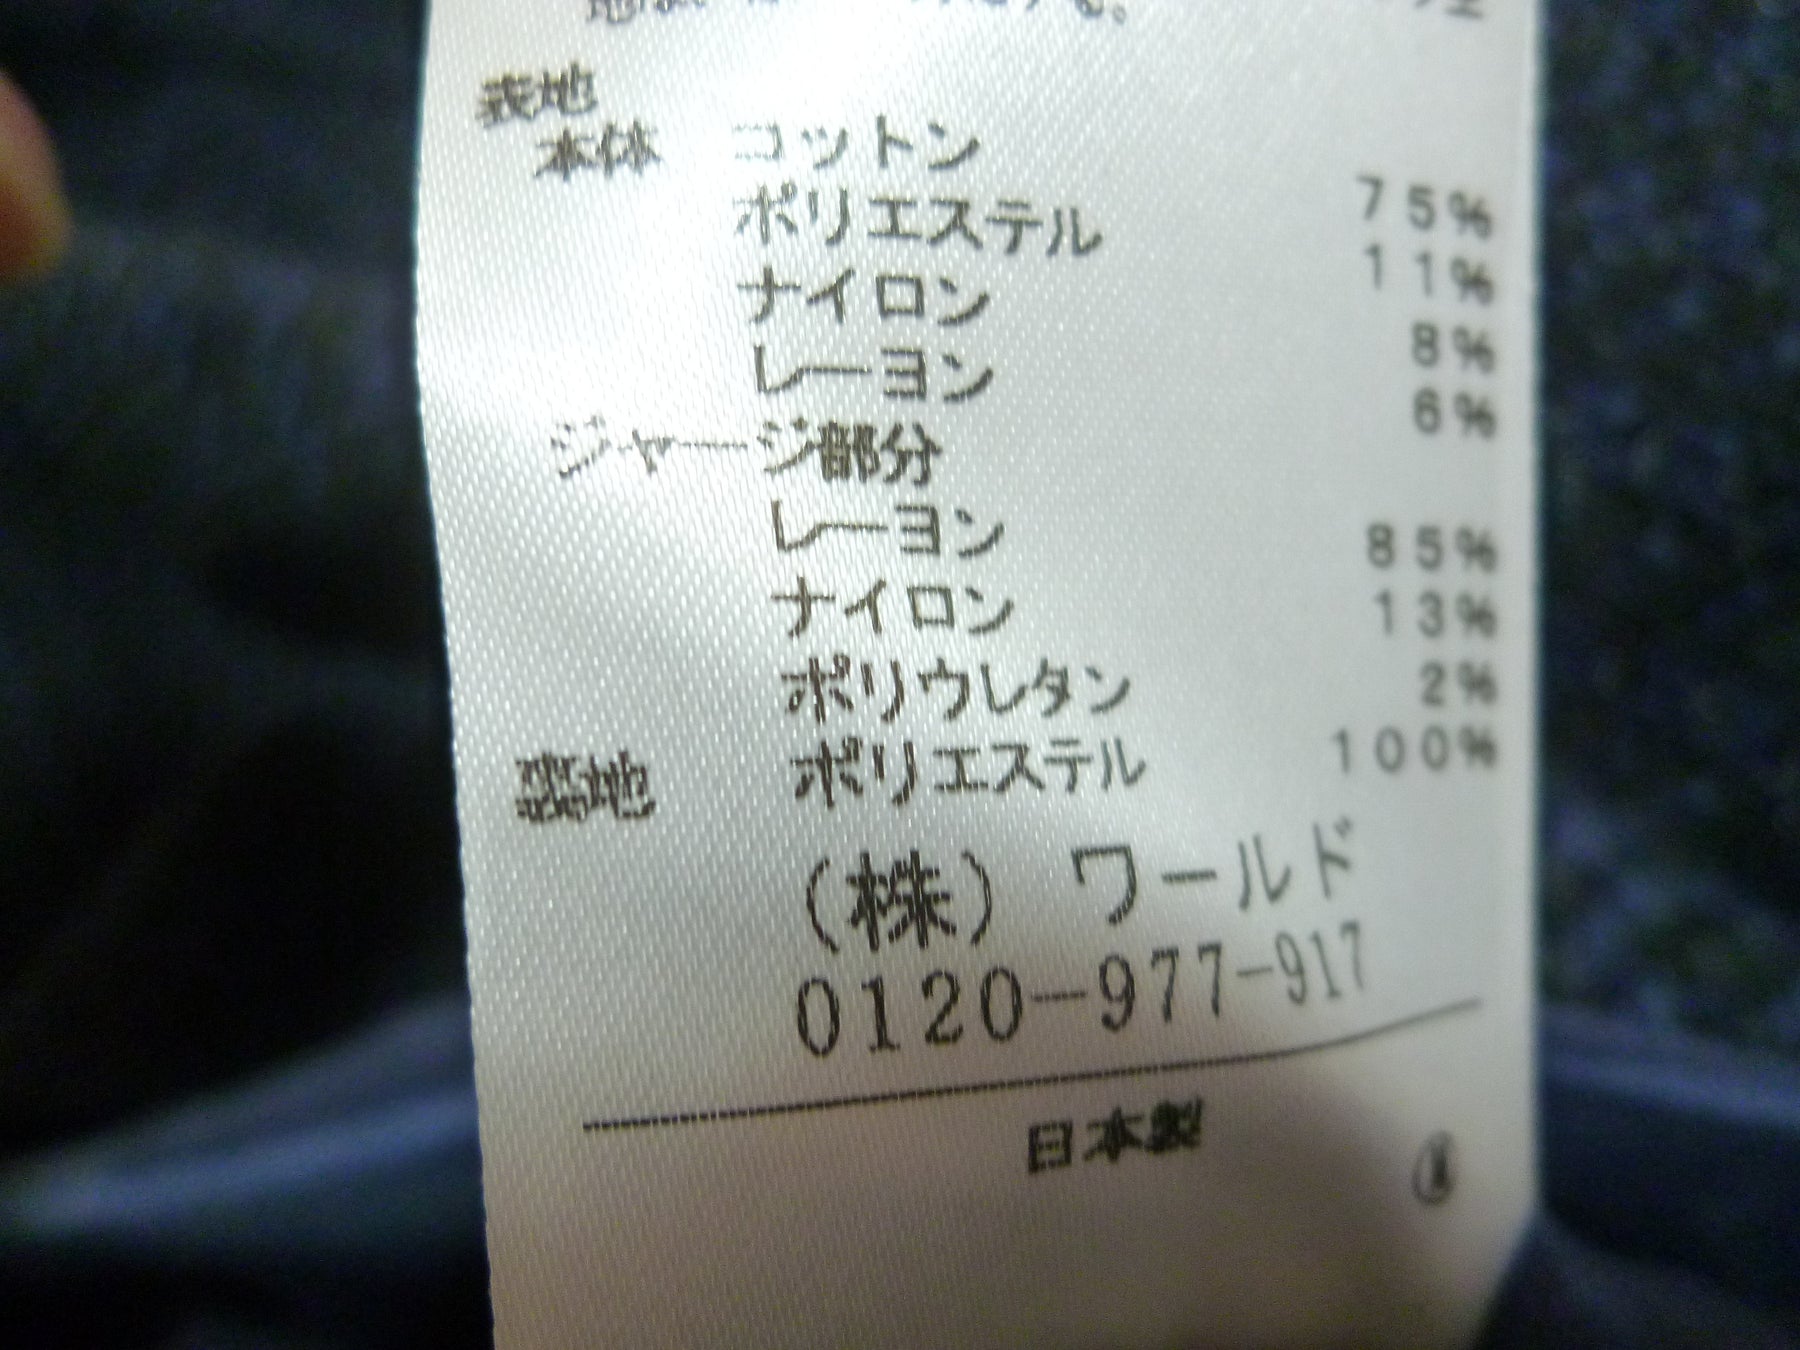 表地
本体 コットン 75%
ポリエステル 11%
ナイロン 8%
レーヨン 6%
ジャージ部分
レーヨン 85%
ナイロン 13%
ポリウレタン 2%
裏地 ポリエステル 100%
(株) ワールド
0120-977-917
日本製